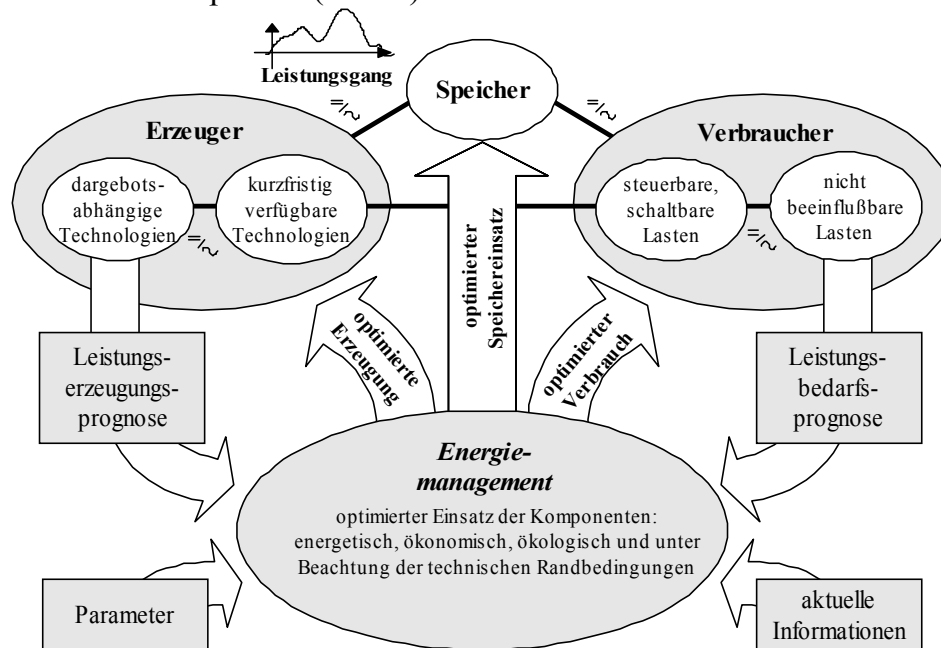 Leistungsgang
Speicher
Erzeuger
dargebots-
abhängige
Technologien
kurzfristig
verfügbare
Technologien
Verbraucher
steuerbare,
schaltbare
Lasten
nicht
beeinflußbare
Lasten
optimierter
Speichereinsatz
optimierte
Erzeugung
optimierter
Verbrauch
Leistungs-
erzeugungs-
prognose
Leistungs-
bedarfs-
prognose
Energie-
management
optimierter Einsatz der Komponenten:
energetisch, ökonomisch, ökologisch und unter
Beachtung der technischen Randbedingungen
Parameter
aktuelle
Informationen